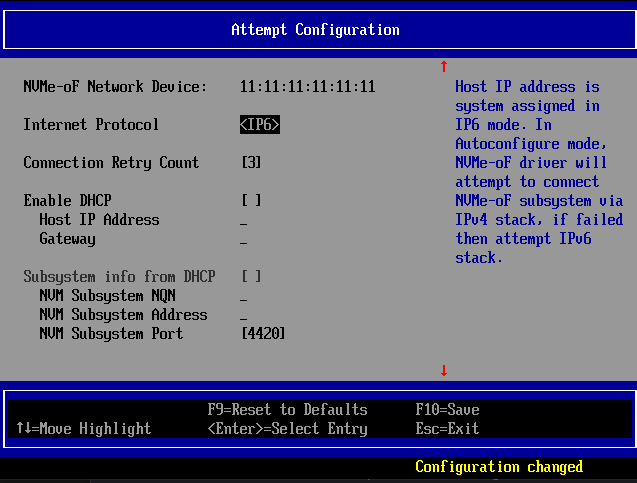 Attempt Configuration
NVMe-oF Network Device: 11:11:11:11:11:11
Internet Protocol <IP6>
Connection Retry Count [3]
Enable DHCP [ ]
Host IP Address _
Gateway _
Subsystem info from DHCP [ ]
NVM Subsystem NQN _
NVM Subsystem Address _
NVM Subsystem Port [4420]
↑
Host IP address is
system assigned in
IP6 mode. In
Autoconfigure mode,
NVMe-oF driver will
attempt to connect
NVMe-oF subsystem via
IPv4 stack, if failed
then attempt IPv6
stack.
↓
F9=Reset to Defaults F10=Save
↑↓=Move Highlight <Enter>=Select Entry Esc=Exit
Configuration changed